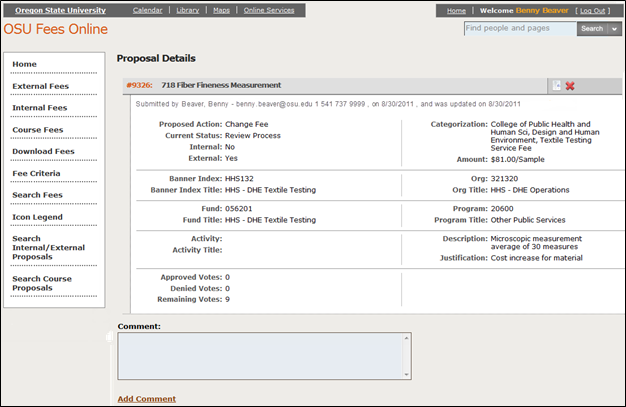 Oregon State University Calendar | Library | Maps | Online Services
Home | Welcome Benny Beaver [ Log Out ]
OSU Fees Online
Find people and pages Search
Home
External Fees
Internal Fees
Course Fees
Download Fees
Fee Criteria
Search Fees
Icon Legend
Search
Internal/External
Proposals
Search Course
Proposals
Proposal Details
#9326: 718 Fiber Fineness Measurement
Submitted by Beaver, Benny - benny.beaver@osu.edu 1 541 737 9999 , on 8/30/2011 , and was updated on 8/30/2011
Proposed Action: Change Fee
Current Status: Review Process
Internal: No
External: Yes
Categorization: College of Public Health and
Human Sci, Design and Human
Environment, Textile Testing
Service Fee
Amount: $81.00/Sample
Banner Index: HHS132
Banner Index Title: HHS - DHE Textile Testing
Org: 321320
Org Title: HHS - DHE Operations
Fund: 056201
Fund Title: HHS - DHE Textile Testing
Program: 20600
Program Title: Other Public Services
Activity:
Activity Title:
Description: Microscopic measurement
average of 30 measures
Justification: Cost increase for material
Approved Votes: 0
Denied Votes: 0
Remaining Votes: 9
Comment:
Add Comment